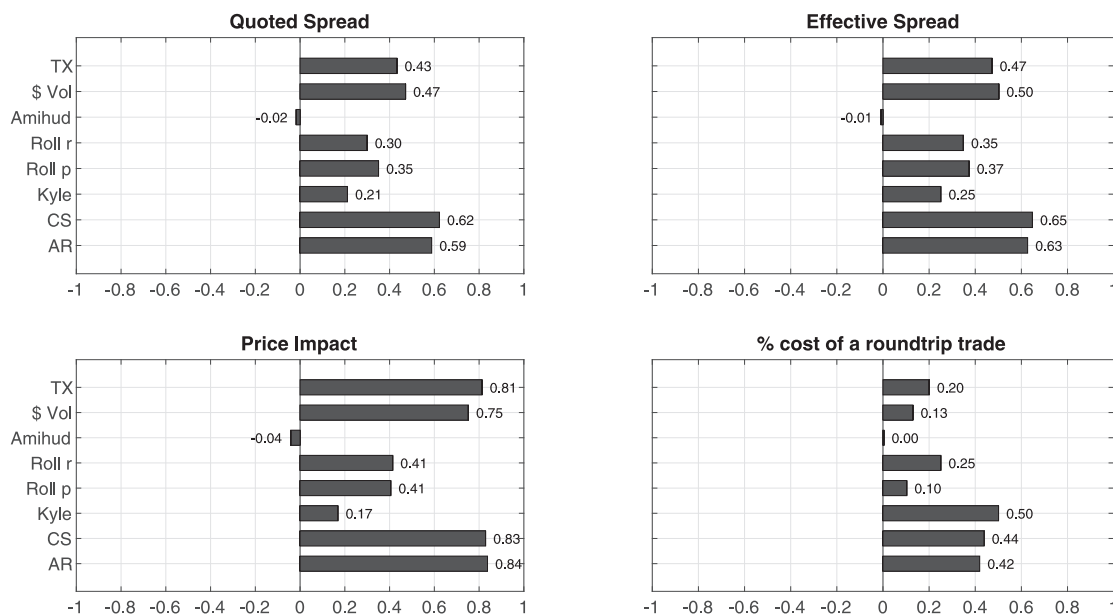 Quoted Spread
TX 0.43
$ Vol 0.47
Amihud -0.02
Roll r 0.30
Roll p 0.35
Kyle 0.21
CS 0.62
AR 0.59
-1 -0.8 -0.6 -0.4 -0.2 0 0.2 0.4 0.6 0.8 1
Effective Spread
0.47
0.50
-0.01
0.35
0.37
0.25
0.65
0.63
-1 -0.8 -0.6 -0.4 -0.2 0 0.2 0.4 0.6 0.8 1
Price Impact
TX 0.81
$ Vol 0.75
Amihud -0.04
Roll r 0.41
Roll p 0.41
Kyle 0.17
CS 0.83
AR 0.84
-1 -0.8 -0.6 -0.4 -0.2 0 0.2 0.4 0.6 0.8 1
% cost of a roundtrip trade
0.20
0.13
0.00
0.25
0.10
0.50
0.44
0.42
-1 -0.8 -0.6 -0.4 -0.2 0 0.2 0.4 0.6 0.8 1